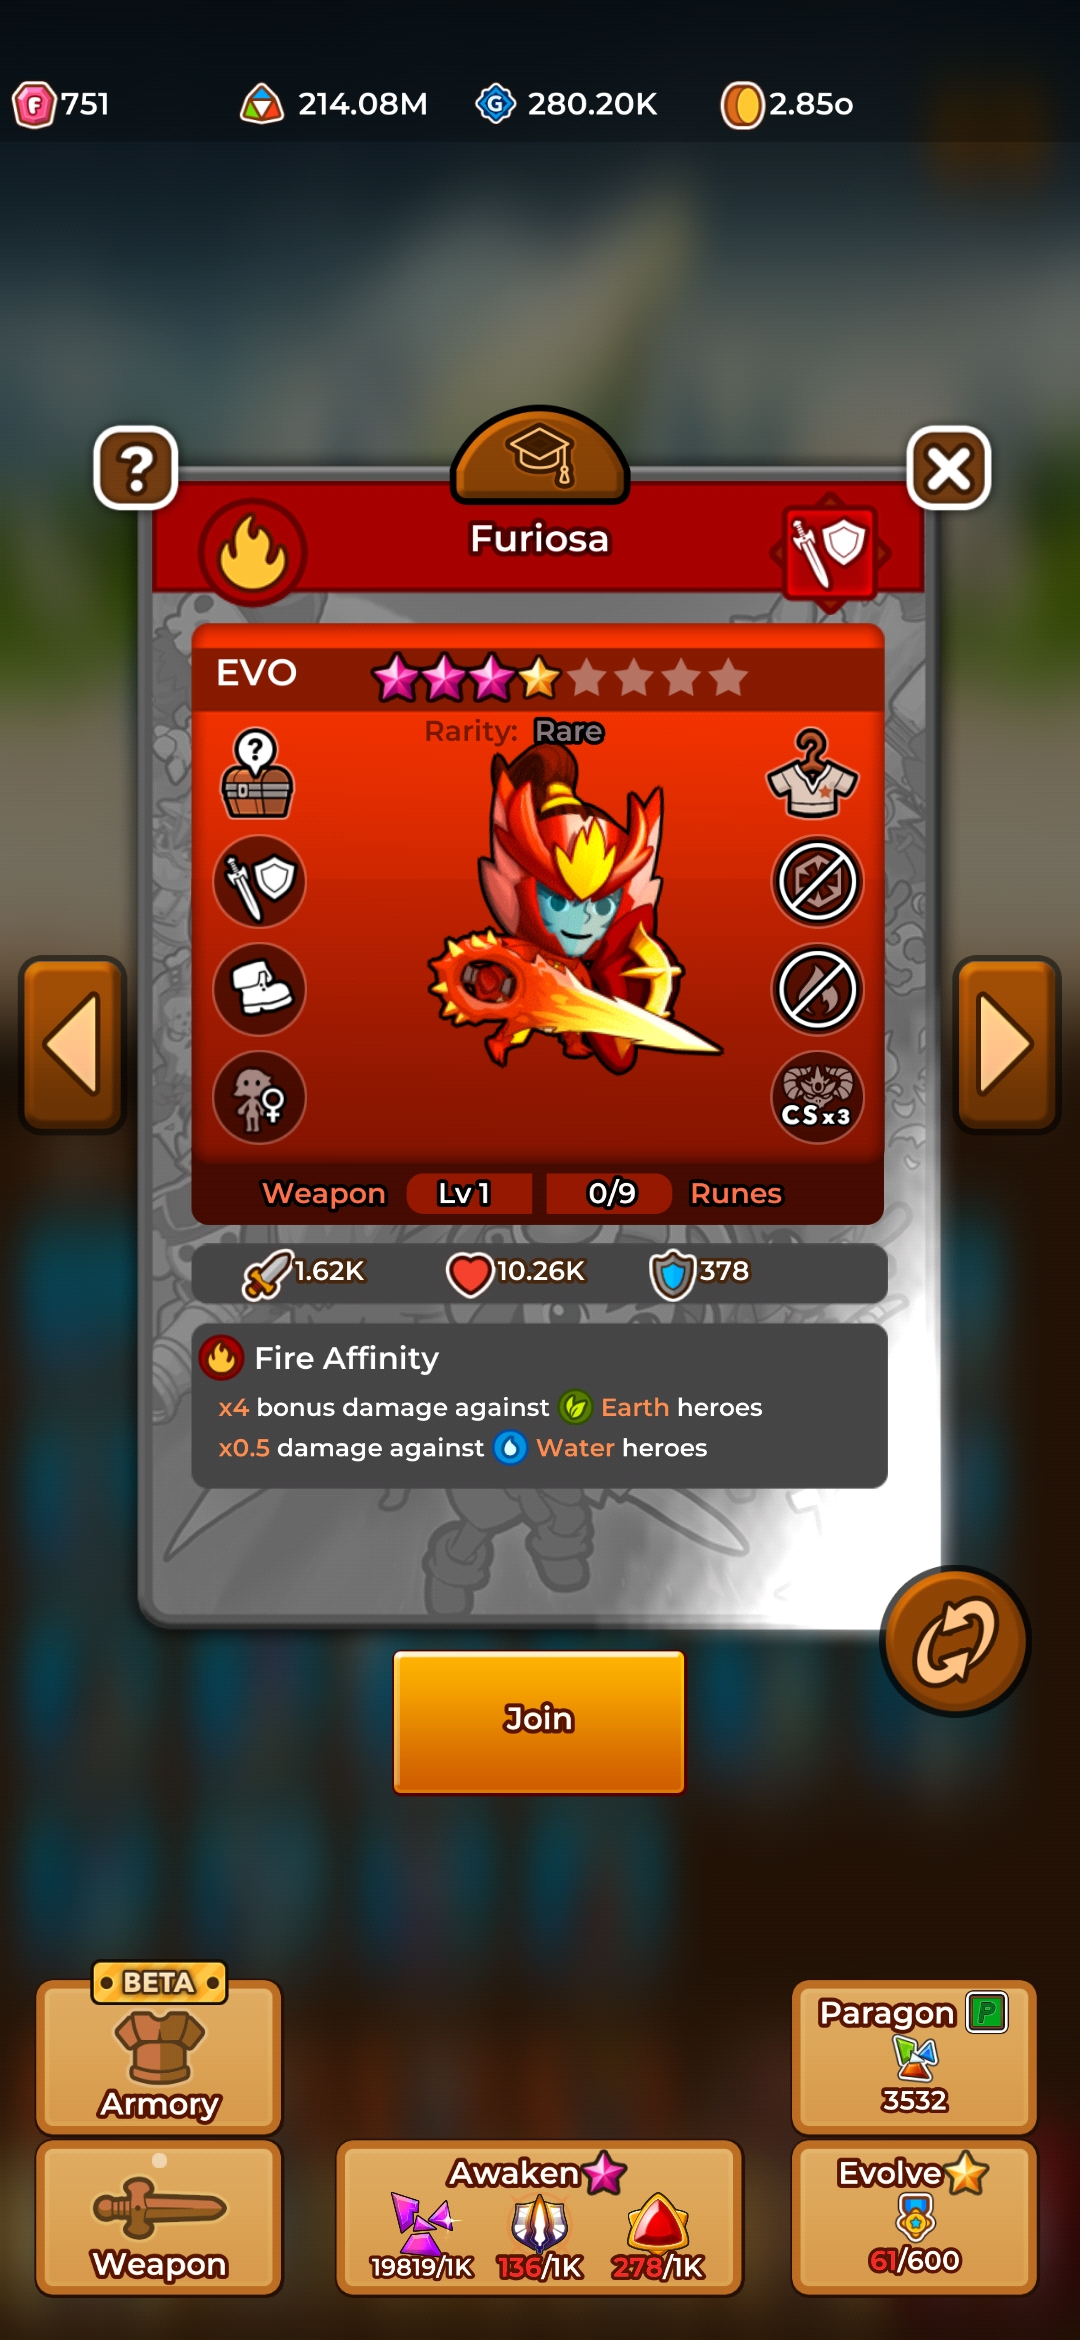 F 751 214.08M G 280.20K 2.85o
?
Furiosa
EVO
Rarity: Rare
?
CSx3
Weapon Lv 1 0/9 Runes
1.62K 10.26K 378
Fire Affinity
x4 bonus damage against Earth heroes
x0.5 damage against Water heroes
Join
BETA
Armory
Paragon P
3532
Weapon
Awaken
19819/1K 136/1K 278/1K
Evolve
61/600